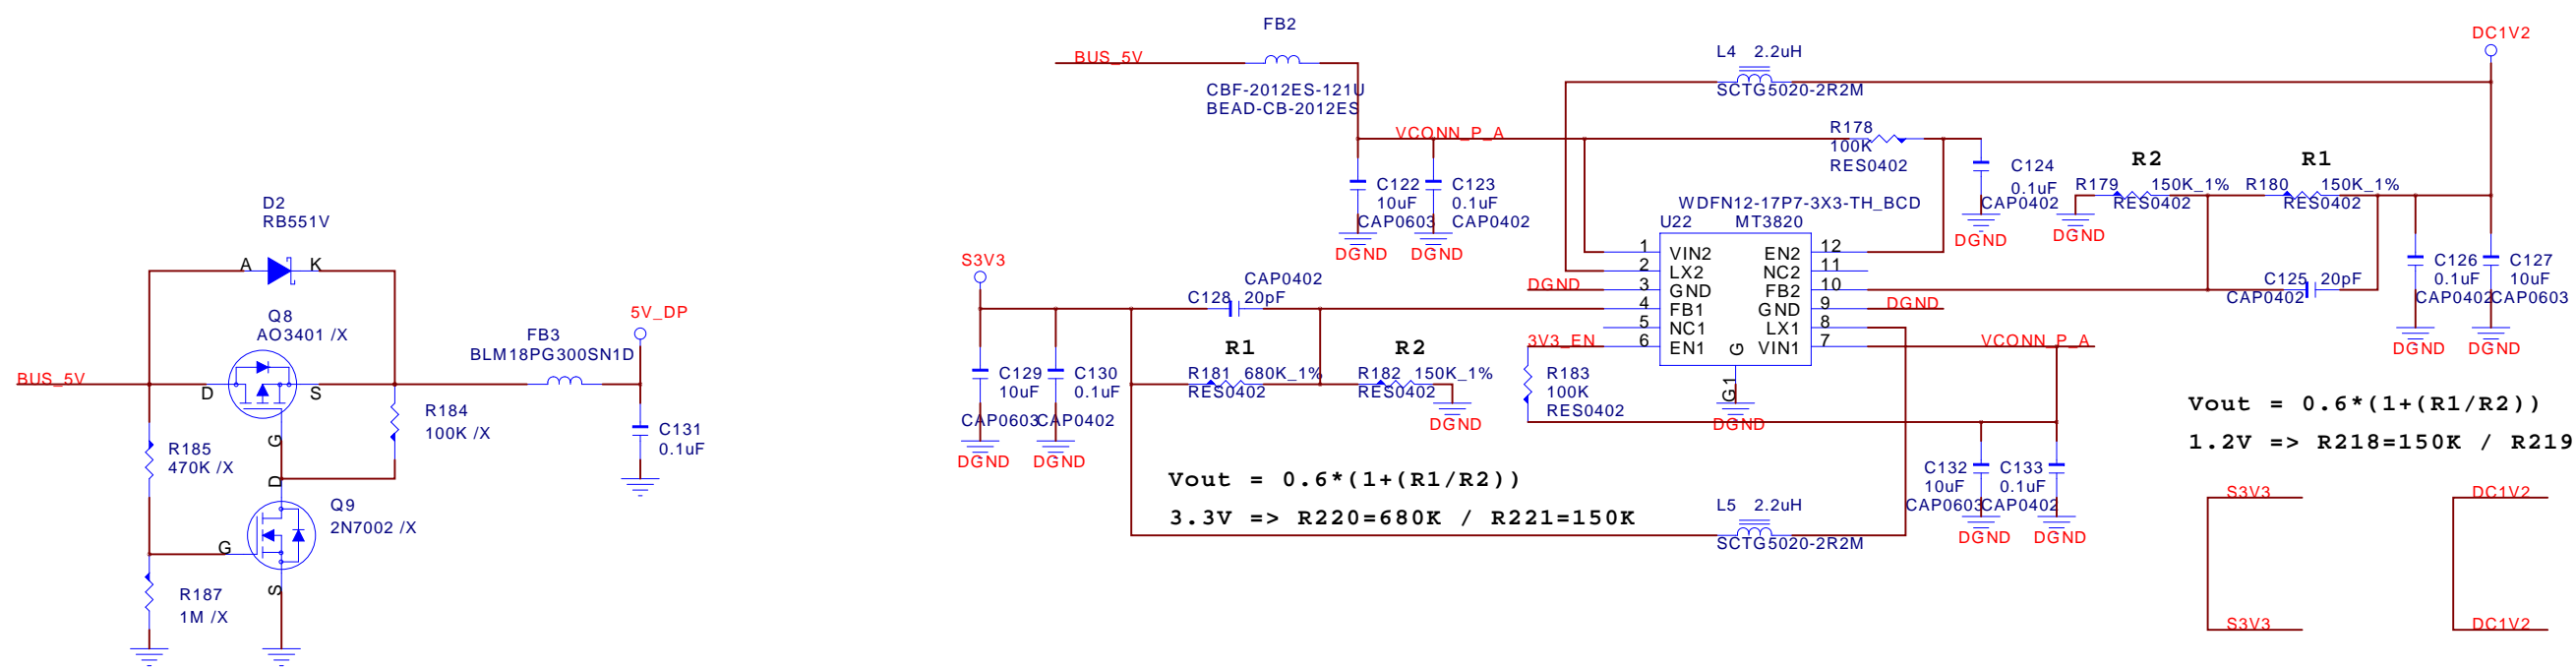 D2
RB551V
A
K
Q8
AO3401 /X
BUS_5V
D
S
G
FB3
BLM18PG300SN1D
5V_DP
R184
100K /X
C131
0.1uF
R185
470K /X
D
Q9
2N7002 /X
G
S
R187
1M /X
FB2
BUS_5V
CBF-2012ES-121U
BEAD-CB-2012ES
VCONN_P_A
C122
10uF
CAP0603
DGND
C123
0.1uF
CAP0402
DGND
L4 2.2uH
SCTG5020-2R2M
R178
100K
RES0402
C124
0.1uF
CAP0402
DGND
DC1V2
R2
R1
R179 150K_1%
RES0402
DGND
R180 150K_1%
RES0402
C125 20pF
CAP0402
C126
0.1uF
CAP0402
DGND
C127
10uF
CAP0603
DGND
WDFN12-17P7-3X3-TH_BCD
U22 MT3820
1 VIN2
2 LX2
3 GND
4 FB1
5 NC1
6 EN1
EN2 12
NC2 11
FB2 10
GND 9
LX1 8
VIN1 7
G
G1
DGND
DGND
DGND
3V3_EN
VCONN_P_A
S3V3
CAP0402
C128 20pF
C129
10uF
CAP0603
DGND
C130
0.1uF
CAP0402
DGND
R1
R2
R181 680K_1%
RES0402
R182 150K_1%
RES0402
DGND
R183
100K
RES0402
Vout = 0.6*(1+(R1/R2))
3.3V => R220=680K / R221=150K
L5 2.2uH
SCTG5020-2R2M
C132
10uF
CAP0603
DGND
C133
0.1uF
CAP0402
DGND
Vout = 0.6*(1+(R1/R2))
1.2V => R218=150K / R219
S3V3
S3V3
DC1V2
DC1V2